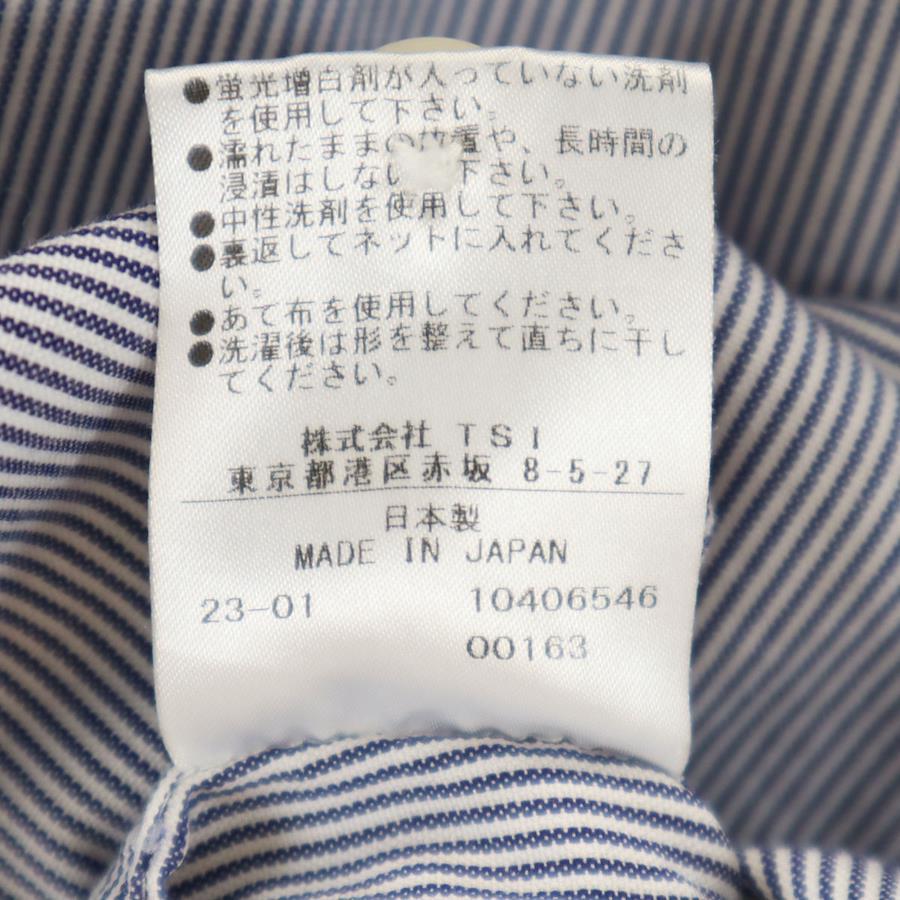 ●蛍光増白剤が入っていない洗剤
を使用して下さい。
●濡れたままの放置や、長時間の
浸漬はしない 下さい。
●中性洗剤を使用して下さい。
●裏返してネットに入れてくださ
い。
●あて布を使用してください。
●洗濯後は形を整えて直ちに干し
てください。
株式会社 TSI
東京都港区赤坂 8-5-27
日本製
MADE IN JAPAN
23-01 10406546
00163